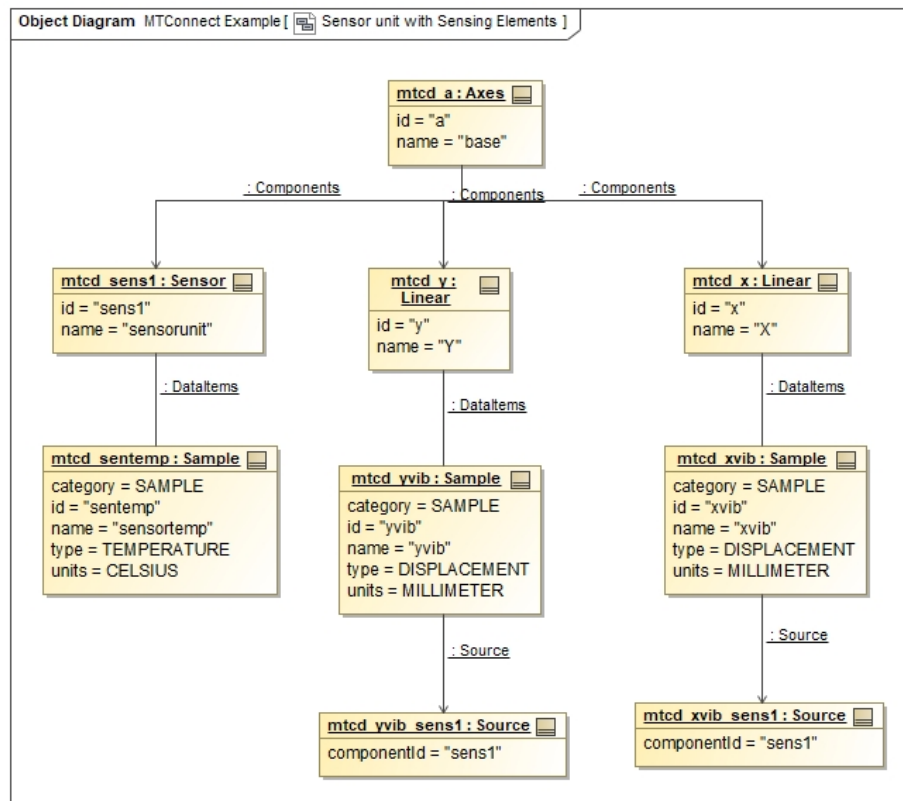 Object Diagram MTConnect Example [ Sensor unit with Sensing Elements ]
mtcd_a : Axes
id = "a"
name = "base"
: Components
: Components
: Components
mtcd_sens1 : Sensor
id = "sens1"
name = "sensorunit"
mtcd_y :
Linear
id = "y"
name = "Y"
mtcd_x : Linear
id = "x"
name = "X"
: DataItems
: DataItems
: DataItems
mtcd_sentemp : Sample
category = SAMPLE
id = "sentemp"
name = "sensortemp"
type = TEMPERATURE
units = CELSIUS
mtcd_yvib : Sample
category = SAMPLE
id = "yvib"
name = "yvib"
type = DISPLACEMENT
units = MILLIMETER
mtcd_xvib : Sample
category = SAMPLE
id = "xvib"
name = "xvib"
type = DISPLACEMENT
units = MILLIMETER
: Source
: Source
mtcd_yvib_sens1 : Source
componentId = "sens1"
mtcd_xvib_sens1 : Source
componentId = "sens1"